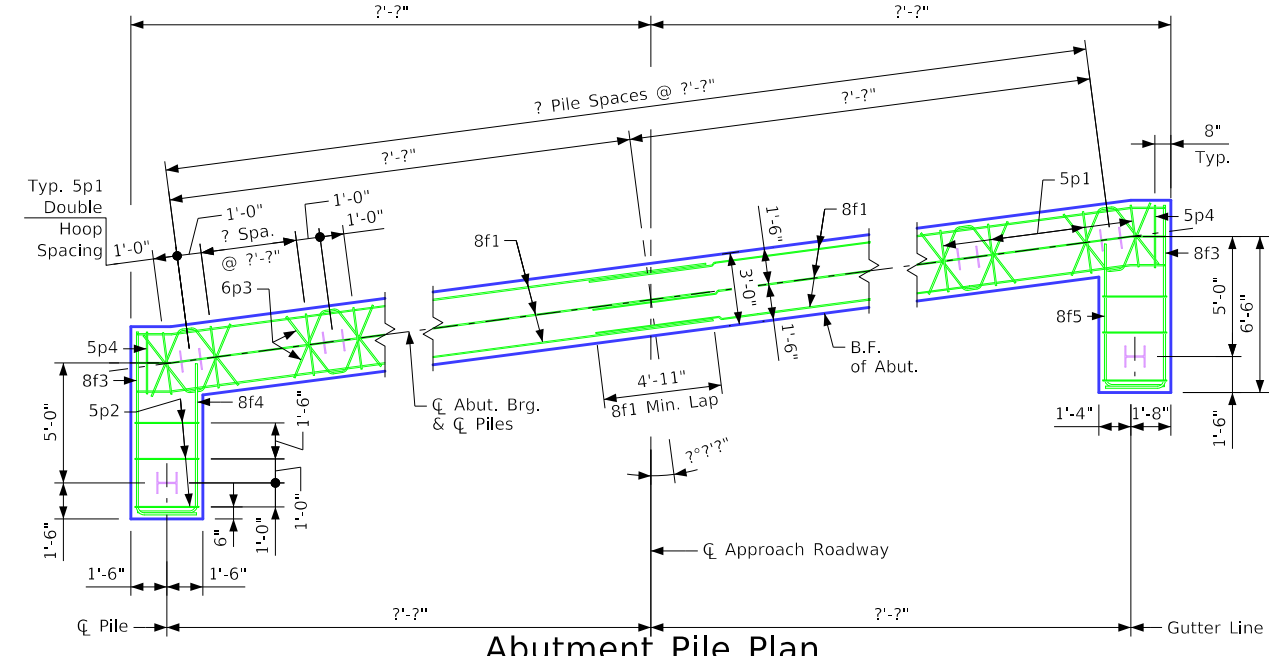 ?'-?"
?'-?"
? Pile Spaces @ ?'-?"
?'-?"
?'-?"
8"
Typ.
Typ. 5p1
Double
Hoop
Spacing
1'-0"
1'-0"
? Spa.
@ ?'-?"
1'-0"
1'-0"
6p3
8f1
1'-6"
3'-0"
1'-6"
8f1
5p1
5p4
8f3
5'-0"
6'-6"
5p4
8f3
5p2
8f4
5'-0"
1'-6"
1'-0"
℄ Abut. Brg.
& ℄ Piles
4'-11"
8f1 Min. Lap
B.F.
of Abut.
8f5
1'-4"
1'-8"
1'-6"
?°?'?"
1'-6"
6"
1'-0"
1'-6"
1'-6"
℄ Approach Roadway
℄ Pile
?'-?"
?'-?"
Gutter Line
Abutment Pile Plan